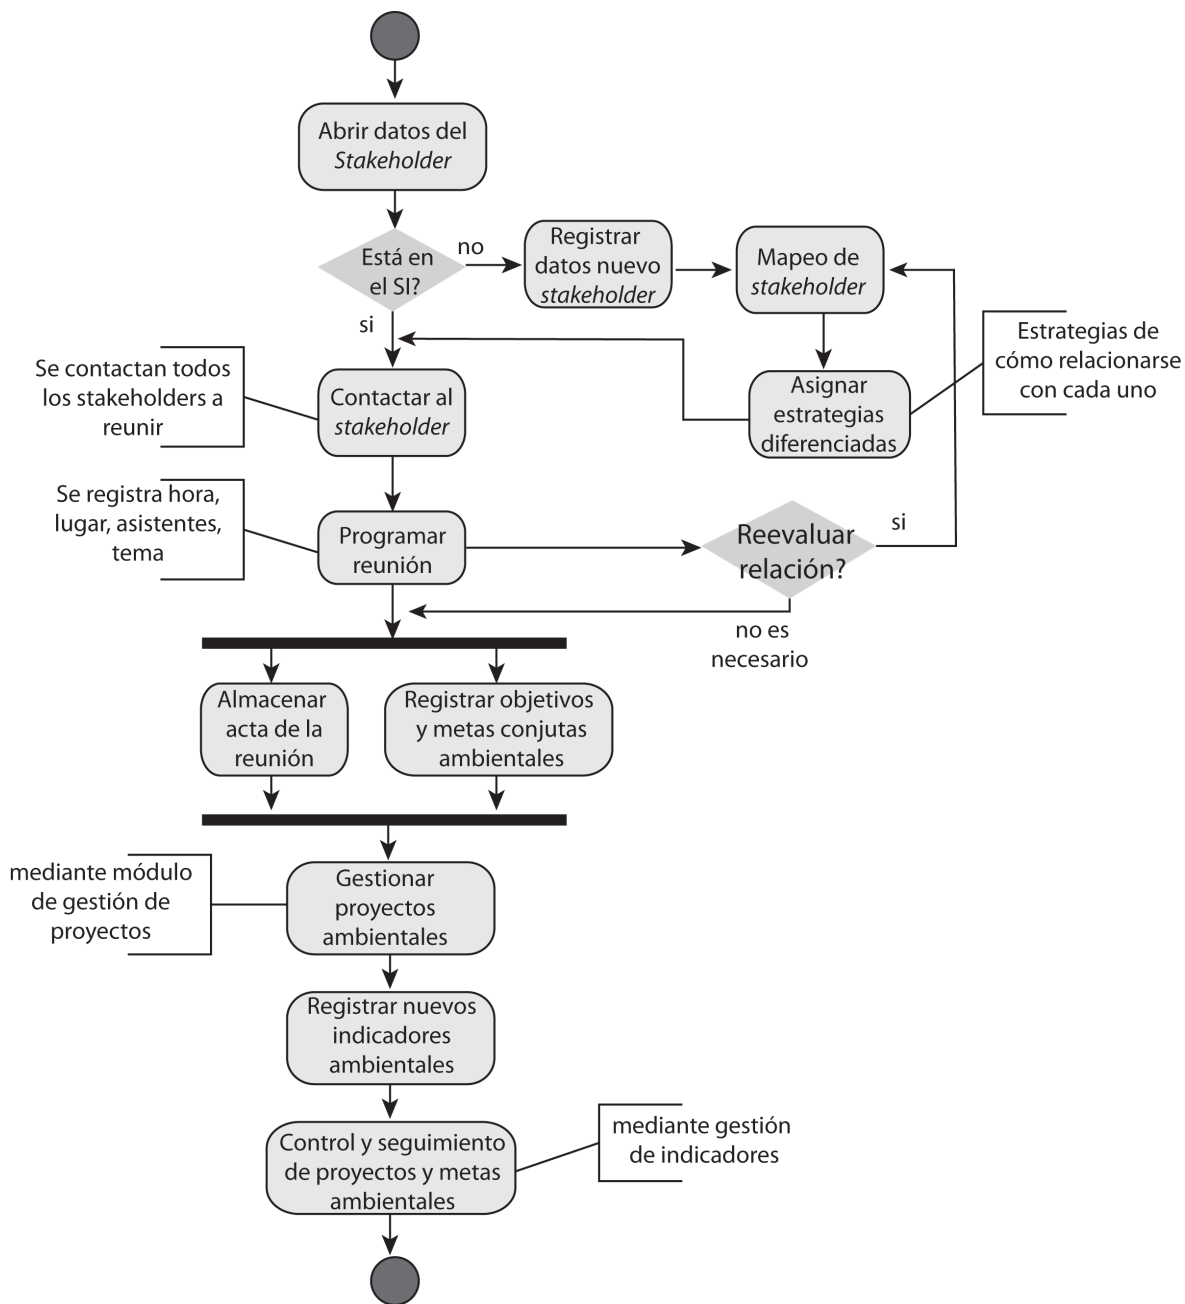 Abrir datos del
Stakeholder
Está en
el SI?
no
si
Registrar
datos nuevo
stakeholder
Mapeo de
stakeholder
Estrategias de
cómo relacionarse
con cada uno
Asignar
estrategias
diferenciadas
Se contactan todos
los stakeholders a
reunir
Contactar al
stakeholder
Se registra hora,
lugar, asistentes,
tema
Programar
reunión
Reevaluar
relación?
si
no es
necesario
Almacenar
acta de la
reunión
Registrar objetivos
y metas conjutas
ambientales
mediante módulo
de gestión de
proyectos
Gestionar
proyectos
ambientales
Registrar nuevos
indicadores
ambientales
Control y seguimiento
de proyectos y metas
ambientales
mediante gestión
de indicadores